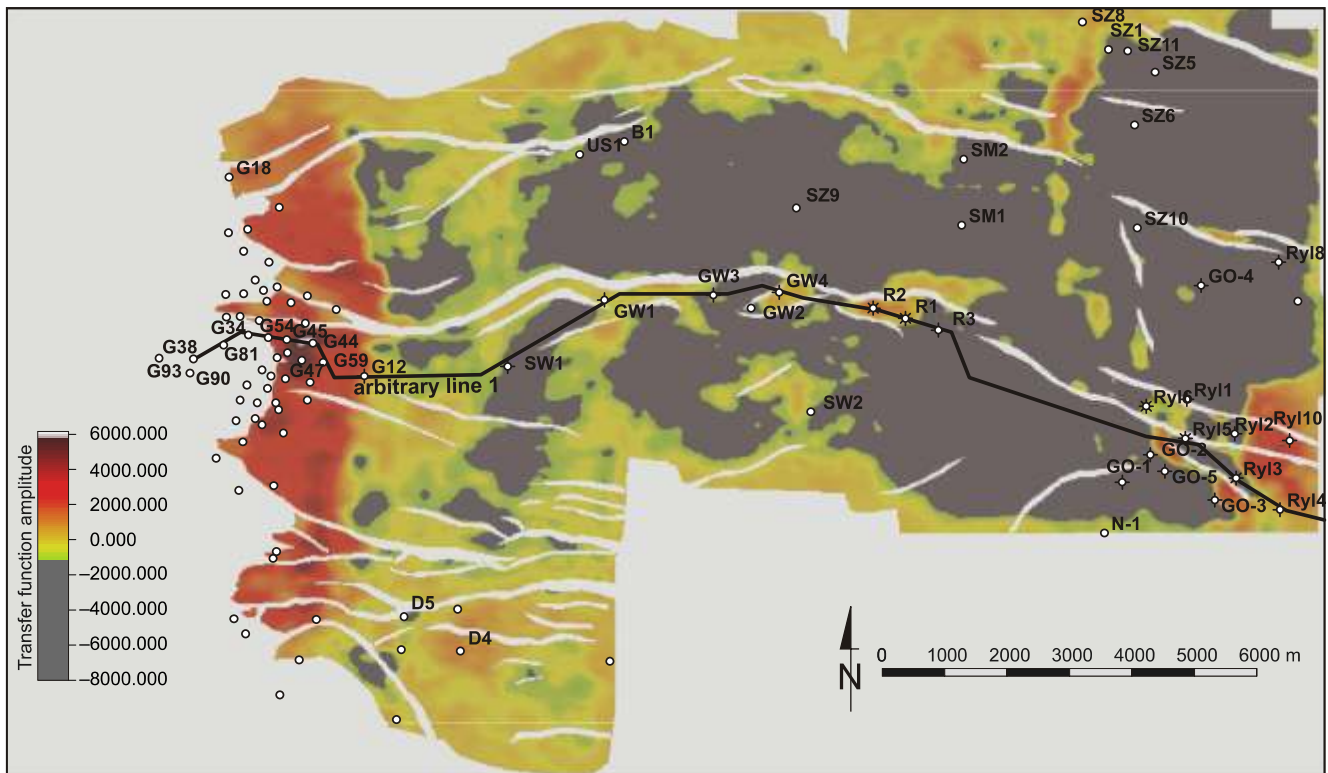 SZ8
SZ1
SZ11
SZ5
SZ6
B1
US1
SM2
G18
SZ9
SM1
SZ10
Ryl8
GO-4
GW3
GW4
GW1
GW2
R2
R1
R3
G34
G54
G45
G44
G38
G81
G59
G93
G90
G47
G12
SW1
arbitrary line 1
SW2
Ryl6
Ryl1
Ryl5
Ryl2
Ryl10
GO-2
GO-1
GO-5
Ryl3
GO-3
Ryl4
N-1
Transfer function amplitude
6000.000
4000.000
2000.000
0.000
–2000.000
–4000.000
–6000.000
–8000.000
D5
D4
N
0 1000 2000 3000 4000 5000 6000 m